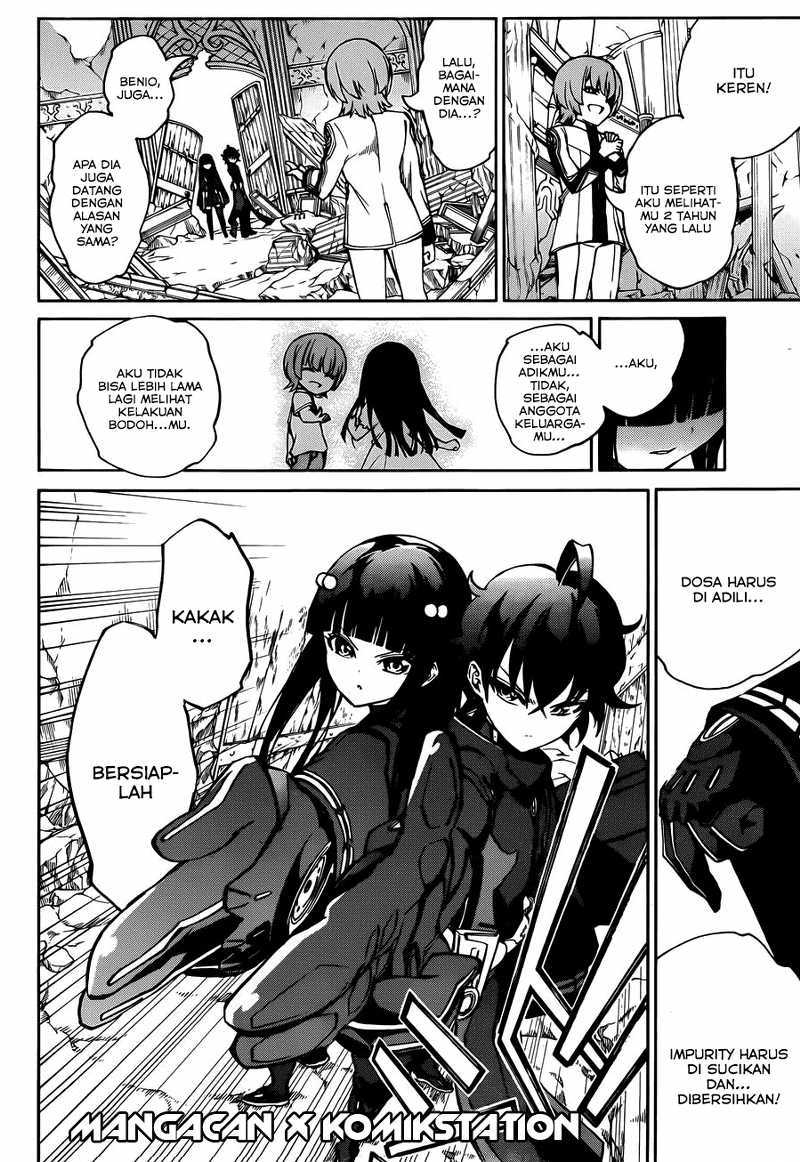 ITU
KEREN!
ITU SEPERTI
AKU MELIHAT-
MU 2 TAHUN
YANG LALU
LALU,
BAGAI-
MANA
DENGAN
DIA...?
BENIO,
JUGA...
APA DIA
JUGA
DATANG
DENGAN
ALASAN
YANG
SAMA?
...AKU,
...AKU
SEBAGAI
ADIKMU...
TIDAK,
SEBAGAI
ANGGOTA
KELUARGA-
MU...
AKU TIDAK
BISA LEBIH LAMA
LAGI MELIHAT
KELAKUAN
BODOH...MU.
DOSA HARUS
DI ADILI...
IMPURITY HARUS
DI SUCIKAN
DAN...
DIBERSIHKAN!
KAKAK
...
BERSIAP-
LAH
MANGACAN X KOMIKSTATION